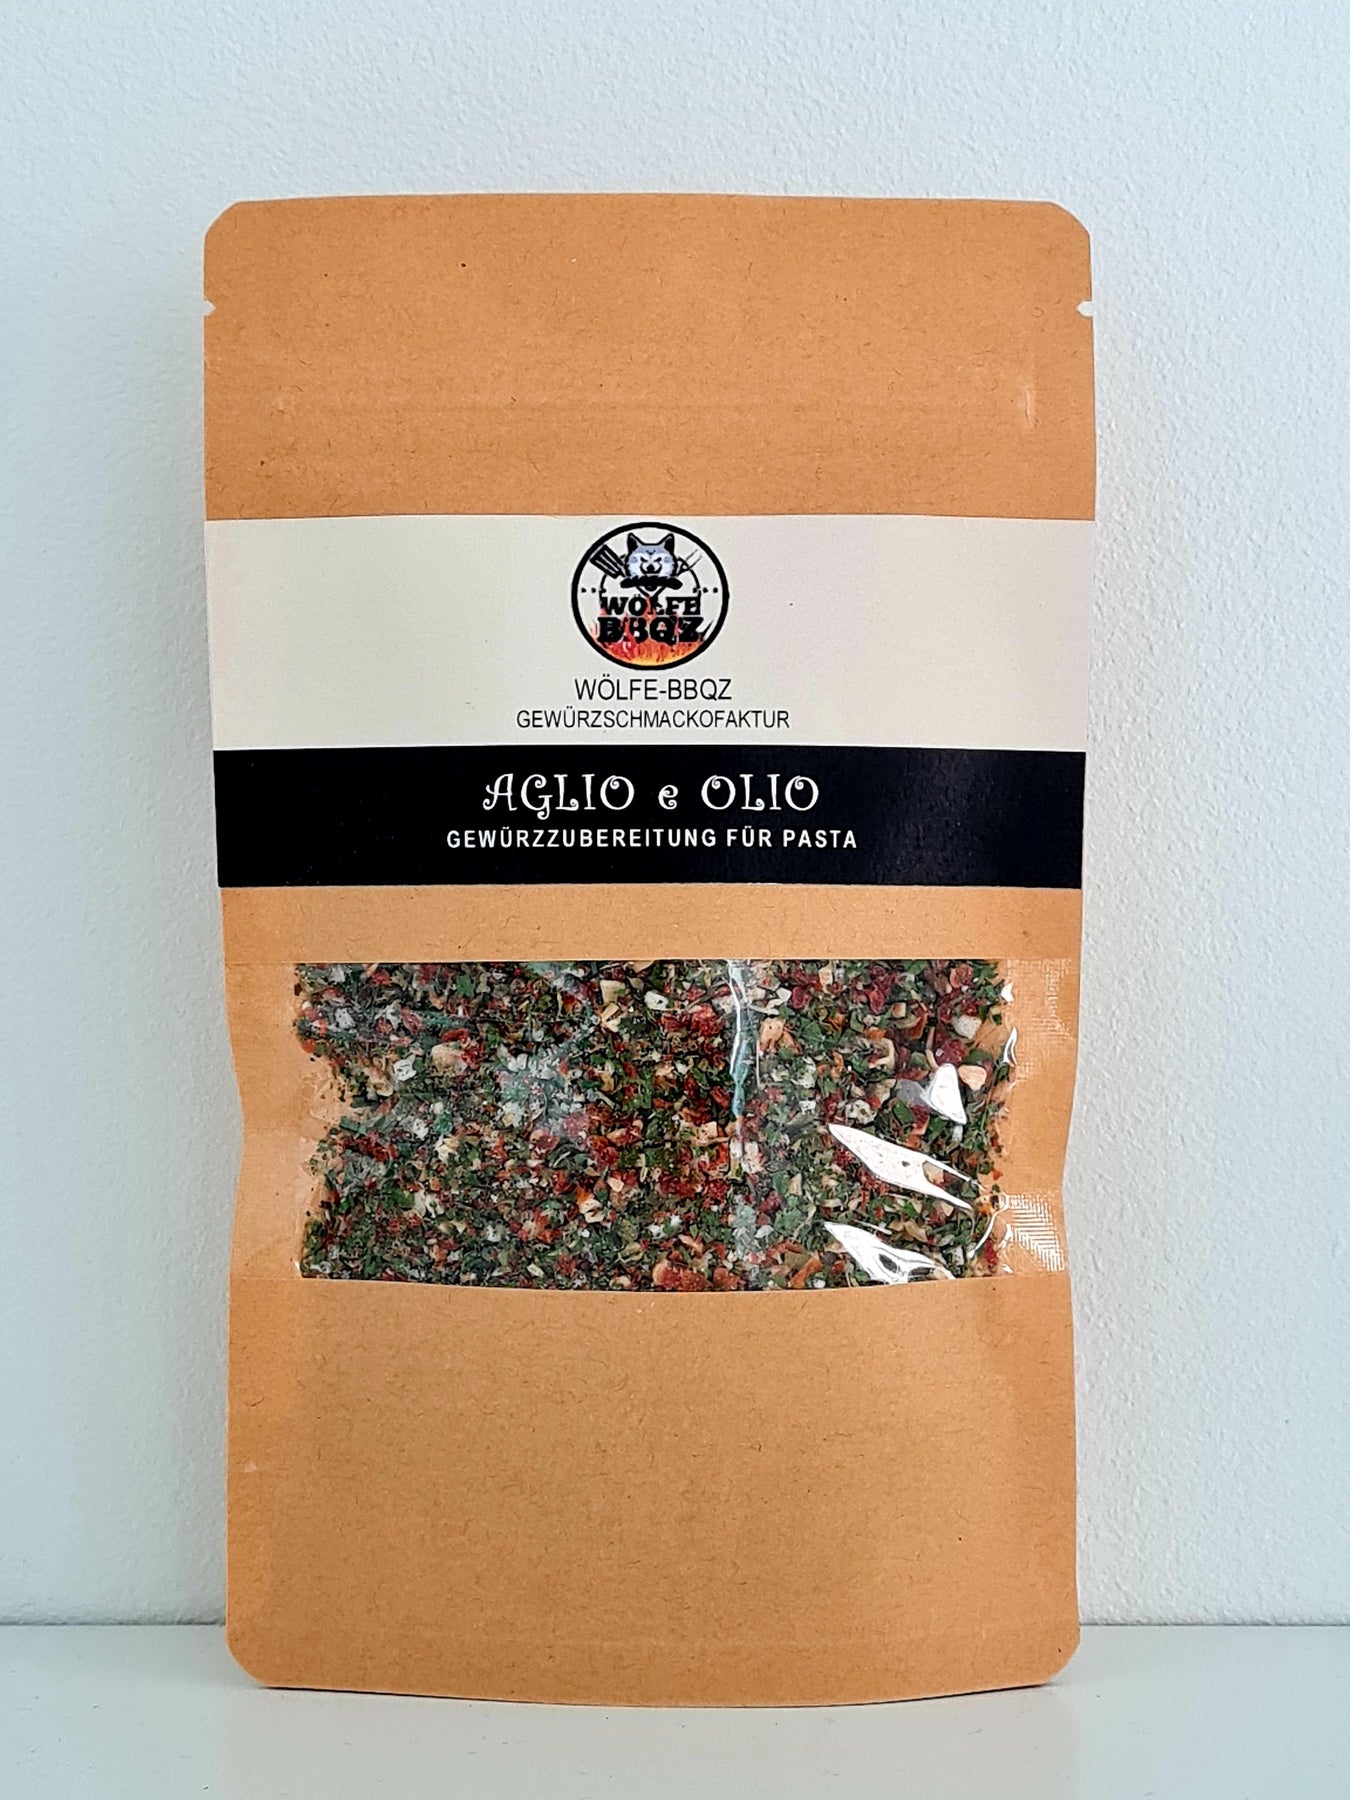 WÖLFE
BBQZ
WÖLFE-BBQZ
GEWÜRZSCHMACKOFAKTUR
AGLIO e OLIO
GEWÜRZZUBEREITUNG FÜR PASTA